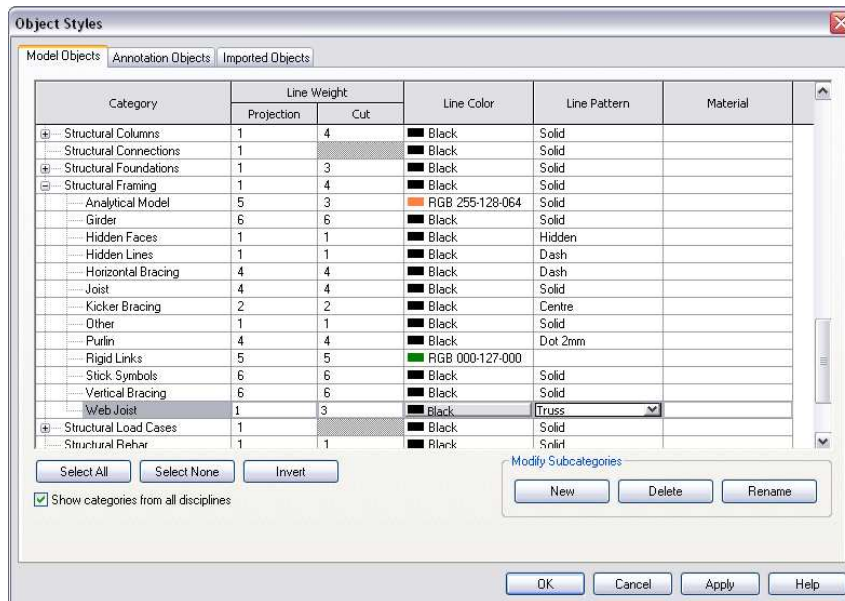 Object Styles
Model Objects Annotation Objects Imported Objects
Category Line Weight Line Color Line Pattern Material
Projection Cut
Structural Columns 1 4 Black Solid
Structural Connections 1 Black Solid
Structural Foundations 1 3 Black Solid
Structural Framing 1 4 Black Solid
Analytical Model 5 3 RGB 255-128-064 Solid
Girder 6 6 Black Solid
Hidden Faces 1 1 Black Hidden
Hidden Lines 1 1 Black Dash
Horizontal Bracing 4 4 Black Dash
Joist 4 4 Black Solid
Kicker Bracing 2 2 Black Centre
Other 1 1 Black Solid
Purlin 4 4 Black Dot 2mm
Rigid Links 5 5 RGB 000-127-000
Stick Symbols 6 6 Black Solid
Vertical Bracing 6 6 Black Solid
Web Joist 1 3 Black Truss
Structural Load Cases 1 Black Solid
Structural Rebar 1 1 Black Solid
Select All Select None Invert
Modify Subcategories
New Delete Rename
Show categories from all disciplines
OK Cancel Apply Help